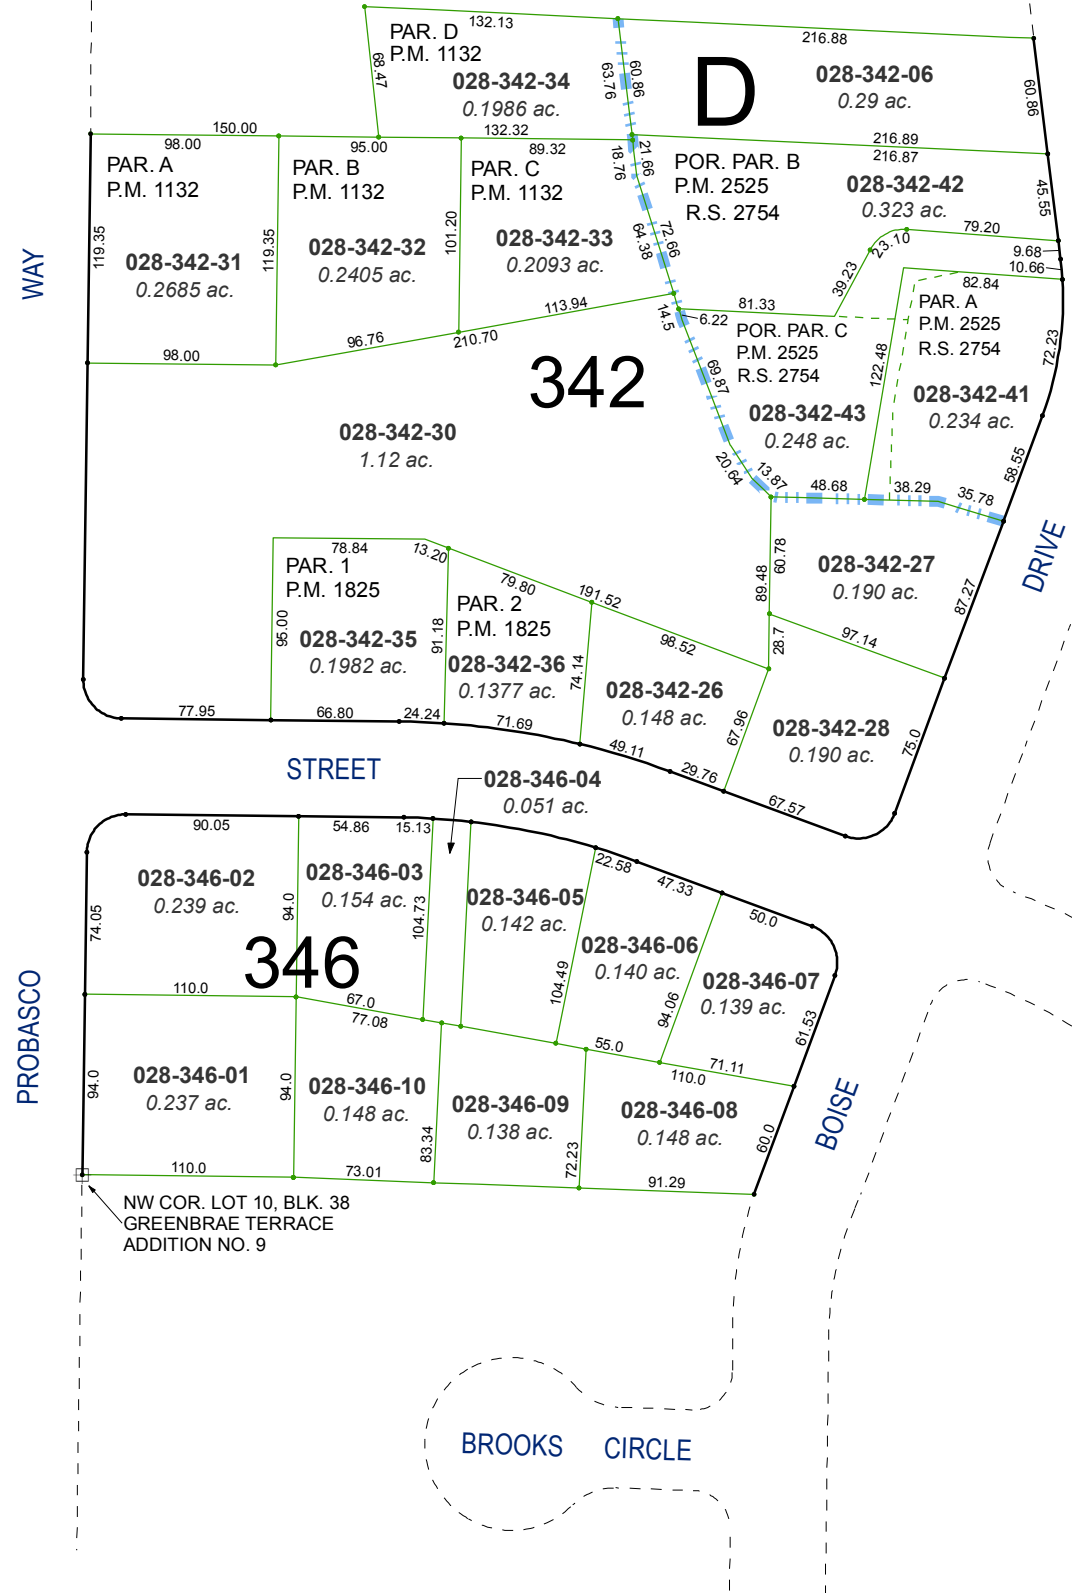 132.13
PAR. D
P.M. 1132
68.47
028-342-34
0.1986 ac.
63.76
60.86
216.88
D
028-342-06
0.29 ac.
60.86
150.00
98.00
95.00
132.32
89.32
18.76
21.66
216.89
216.87
PAR. A
P.M. 1132
119.35
028-342-31
0.2685 ac.
119.35
98.00
PAR. B
P.M. 1132
028-342-32
0.2405 ac.
101.20
96.76
PAR. C
P.M. 1132
028-342-33
0.2093 ac.
113.94
210.70
64.38
72.66
14.5
POR. PAR. B
P.M. 2525
R.S. 2754
028-342-42
0.323 ac.
45.55
79.20
23.10
39.23
9.68
10.66
82.84
81.33
6.22
POR. PAR. C
P.M. 2525
R.S. 2754
028-342-43
0.248 ac.
122.48
PAR. A
P.M. 2525
R.S. 2754
028-342-41
0.234 ac.
72.23
58.55
69.87
20.64
13.87
48.68
38.29
35.78
WAY
342
028-342-30
1.12 ac.
78.84
13.20
PAR. 1
P.M. 1825
95.00
028-342-35
0.1982 ac.
91.18
79.80
191.52
PAR. 2
P.M. 1825
028-342-36
0.1377 ac.
74.14
98.52
028-342-26
0.148 ac.
67.96
89.48
60.78
28.7
028-342-27
0.190 ac.
97.14
87.27
DRIVE
028-342-28
0.190 ac.
75.0
77.95
66.80
24.24
71.69
49.11
29.76
67.57
STREET
028-346-04
0.051 ac.
90.05
54.86
15.13
22.58
47.33
50.0
028-346-02
0.239 ac.
74.05
94.0
028-346-03
0.154 ac.
104.73
028-346-05
0.142 ac.
104.49
028-346-06
0.140 ac.
94.06
028-346-07
0.139 ac.
61.53
346
110.0
67.0
77.08
55.0
71.11
110.0
PROBASCO
94.0
028-346-01
0.237 ac.
94.0
028-346-10
0.148 ac.
83.34
028-346-09
0.138 ac.
72.23
028-346-08
0.148 ac.
60.0
BOISE
110.0
73.01
91.29
NW COR. LOT 10, BLK. 38
GREENBRAE TERRACE
ADDITION NO. 9
BROOKS CIRCLE